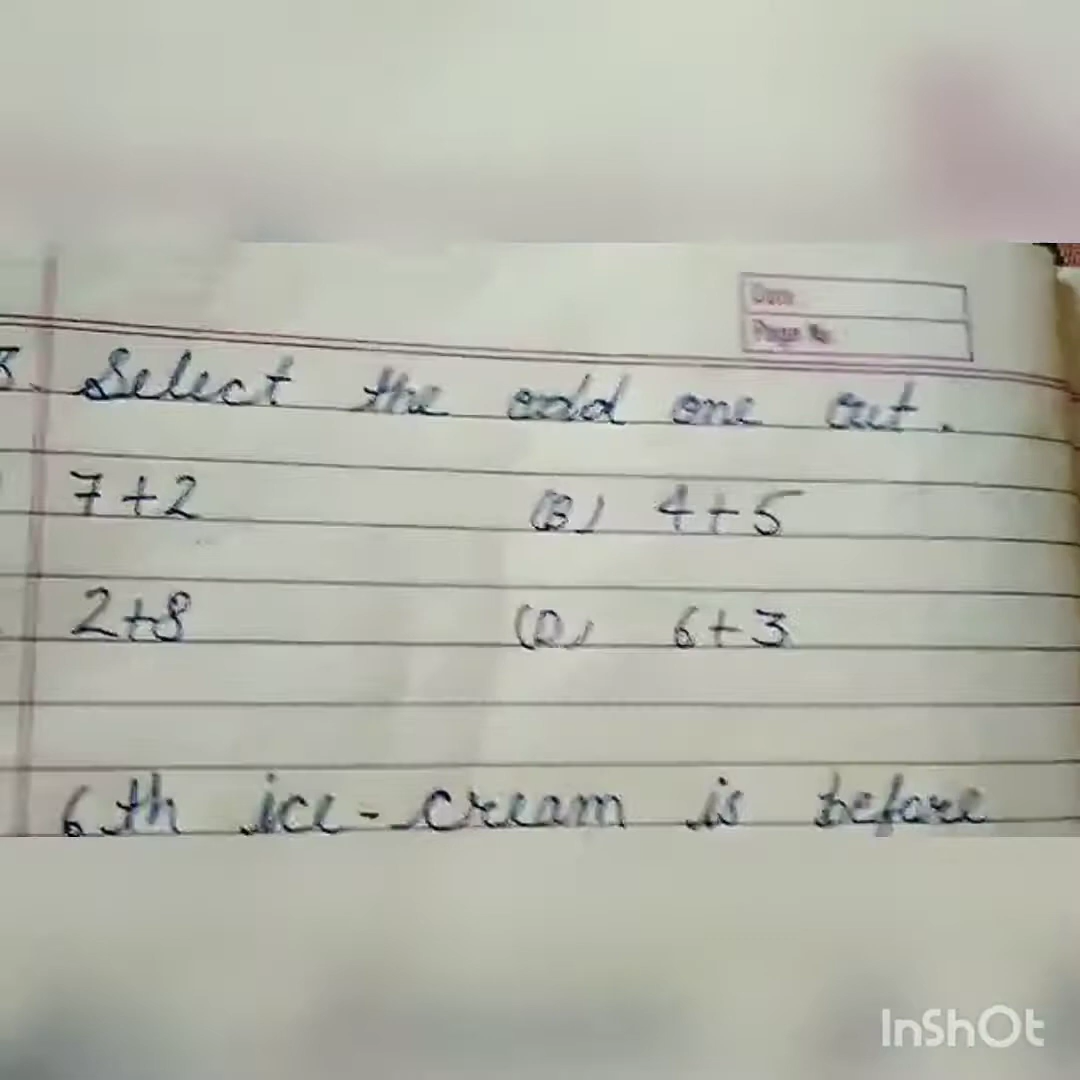 3. Select the odd one out.
7+2 (B) 4+5
2+8 (D) 6+3
6th ice-cream is before
Date
Page No
InShOt